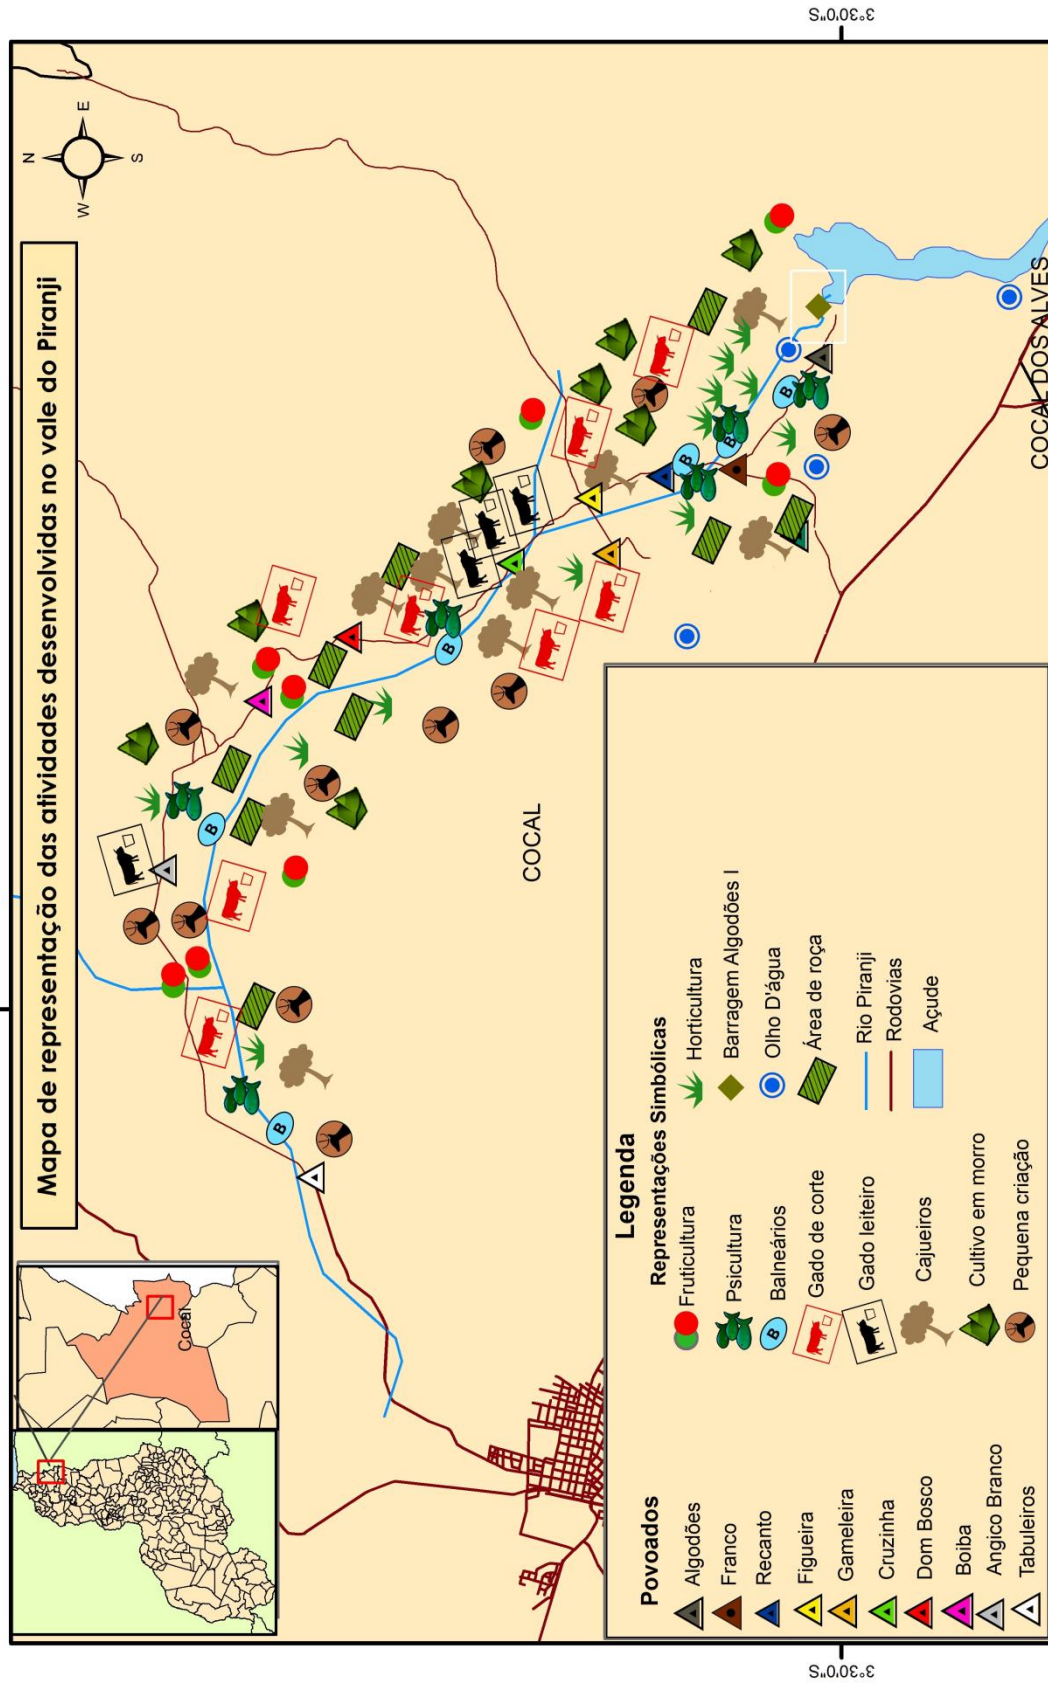 Mapa de representação das atividades desenvolvidas no vale do Piranji
N
W
E
S
Cocal
3°30'0"S
3°30'0"S
COCAL
COCAL DOS ALVES
B
B
B
B
B
B
Legenda
Povoados
Algodões
Franco
Recanto
Figueira
Gameleira
Cruzinha
Dom Bosco
Boiba
Angico Branco
Tabuleiros
Representações Simbólicas
Fruticultura
Psicultura
B
Balneários
Gado de corte
Gado leiteiro
Cajueiros
Cultivo em morro
Pequena criação
Horticultura
Barragem Algodões I
Olho D'água
Área de roça
Rio Piranji
Rodovias
Açude